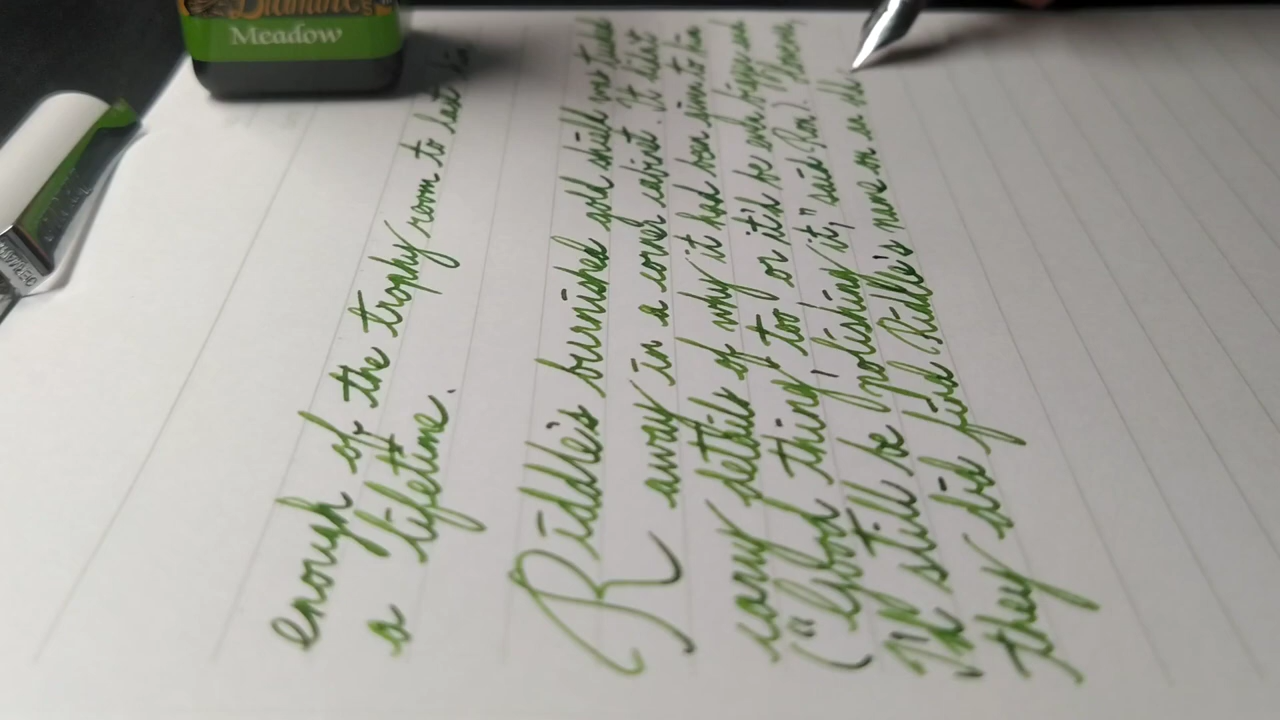 Diamine
Meadow
enough of the trophy room to last him
a lifetime.
Riddle's burnished gold shield was tucked
away in a corner cabinet. It didn't
carry details of why it had been given to him
("Good thing too or it'd be even bigger and
I'd still be polishing it," said Ron). However,
they did find Riddle's name on